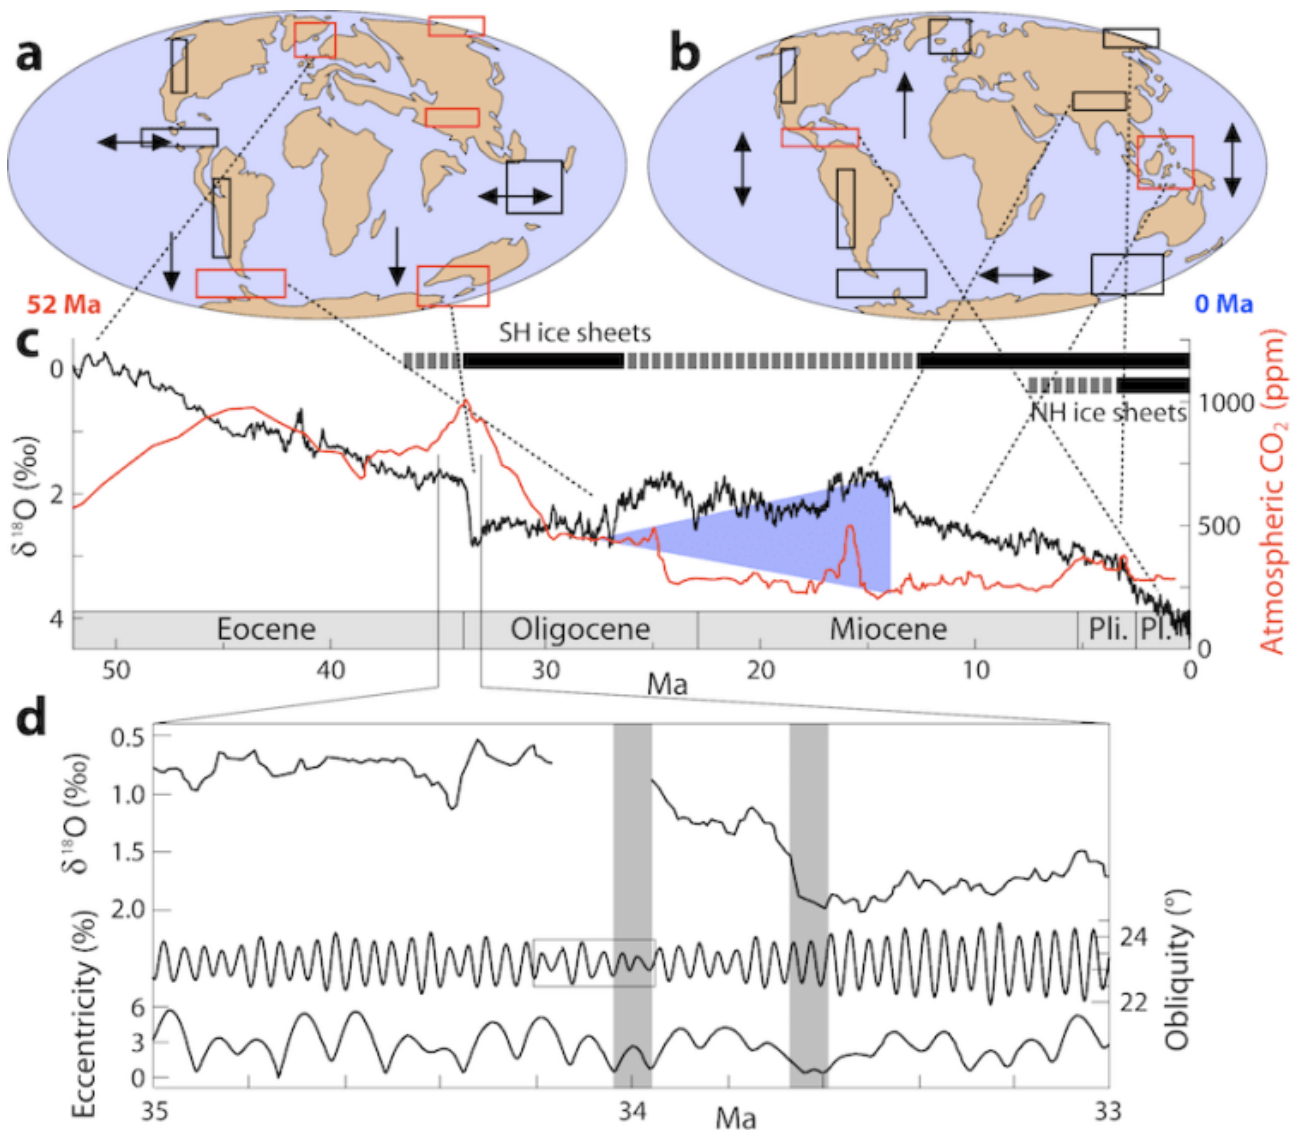 a
b
52 Ma
0 Ma
c
SH ice sheets
NH ice sheets
0
2
4
δ¹⁸O (‰)
1000
500
0
Atmospheric CO₂ (ppm)
Eocene
Oligocene
Miocene
Pli.
Pl.
50
40
30
20
10
0
Ma
d
0.5
1.0
1.5
2.0
δ¹⁸O (‰)
24
22
Obliquity (°)
6
3
0
Eccentricity (%)
35
34
33
Ma